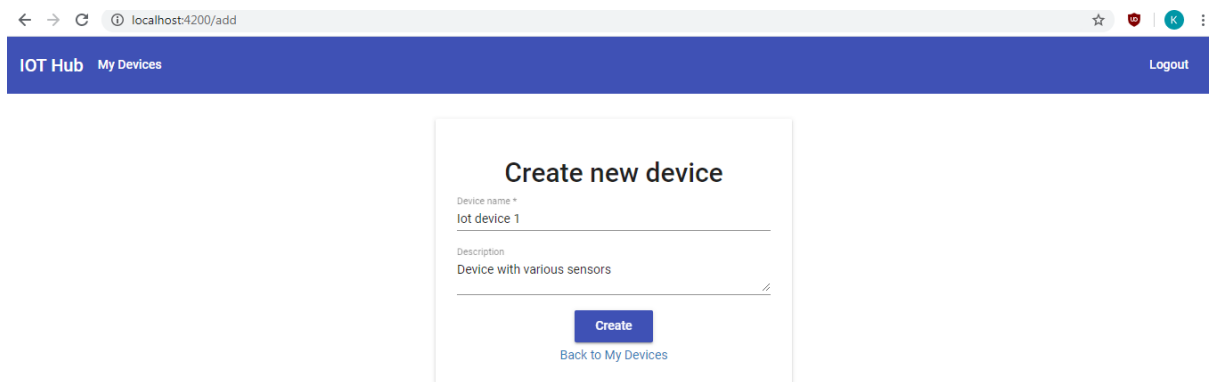 localhost:4200/add
K
IOT Hub My Devices Logout
Create new device
Device name *
Iot device 1
Description
Device with various sensors
Create
Back to My Devices